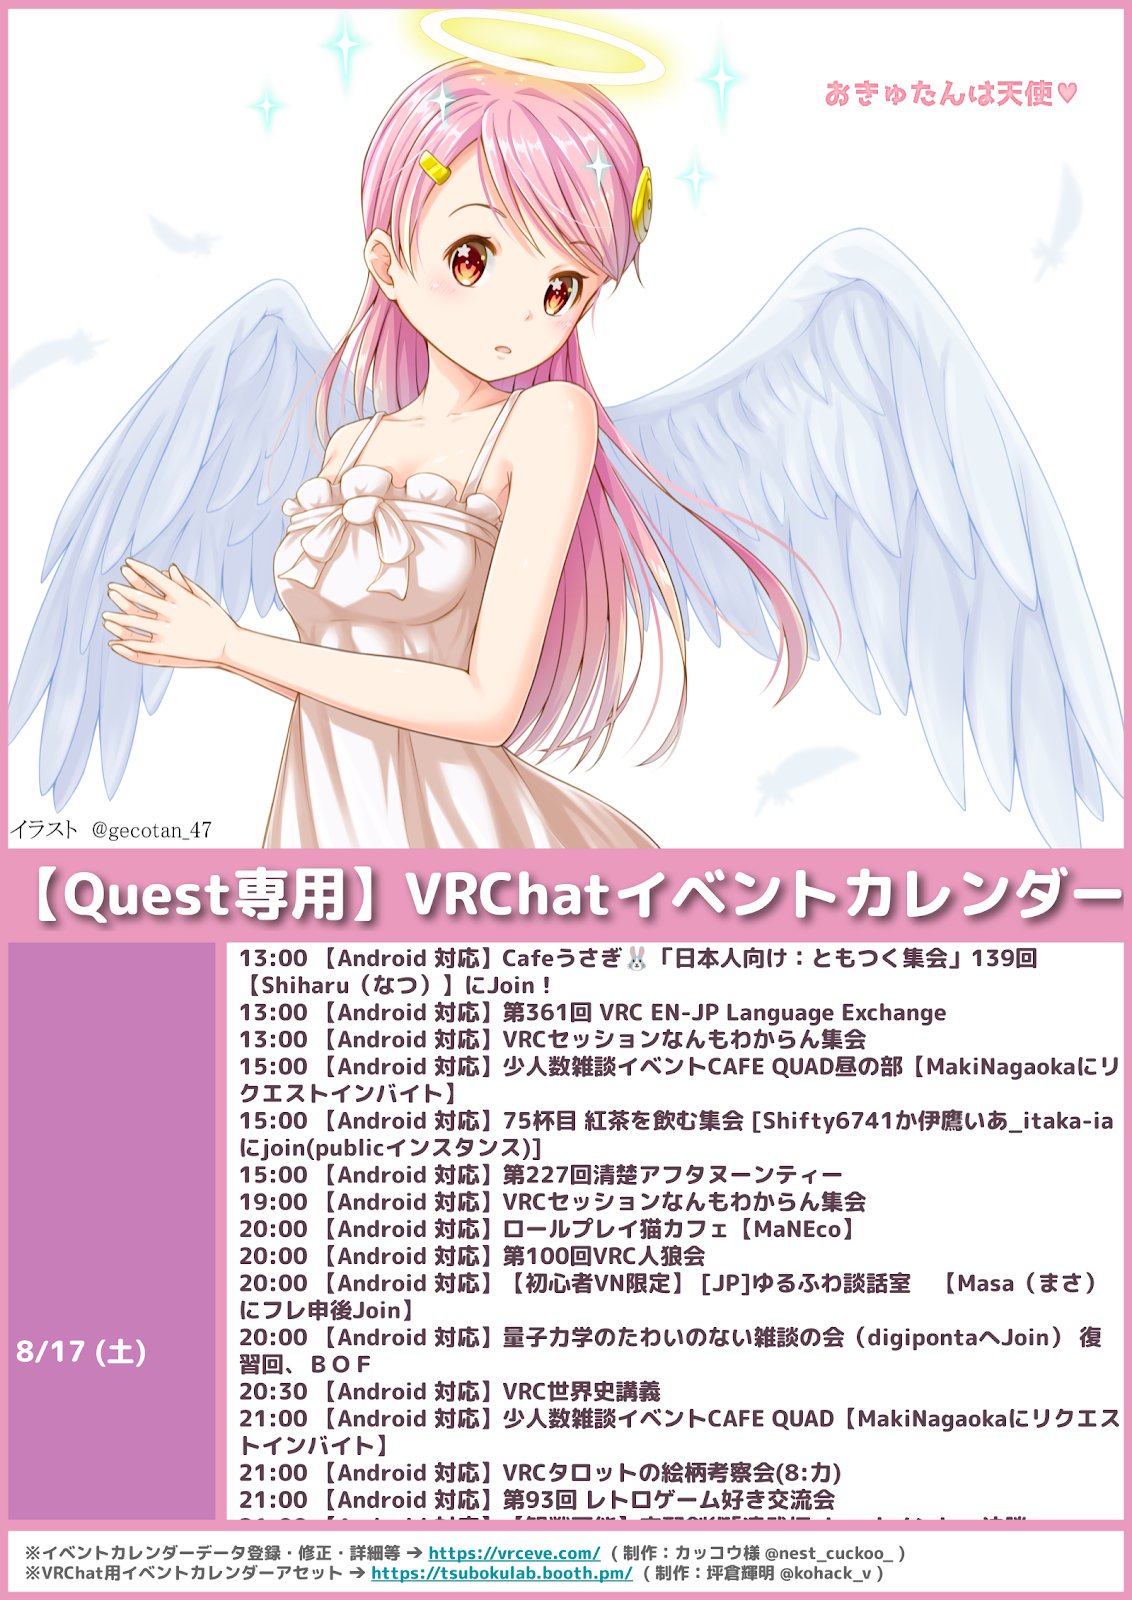 おきゅたんは天使♥
イラスト @gecotan_47
【Quest専用】VRChatイベントカレンダー
8/17 (土)
13:00 【Android 対応】Cafeうさぎ🐰「日本人向け：ともつく集会」139回
【Shiharu（なつ）】にJoin！
13:00 【Android 対応】第361回 VRC EN-JP Language Exchange
13:00 【Android 対応】VRCセッションなんもわからん集会
15:00 【Android 対応】少人数雑談イベントCAFE QUAD昼の部【MakiNagaokaにリ
クエストインバイト】
15:00 【Android 対応】75杯目 紅茶を飲む集会 [Shifty6741か伊鷹いあ_itaka-ia
にjoin(publicインスタンス)]
15:00 【Android 対応】第227回清楚アフタヌーンティー
19:00 【Android 対応】VRCセッションなんもわからん集会
20:00 【Android 対応】ロールプレイ猫カフェ【MaNEco】
20:00 【Android 対応】第100回VRC人狼会
20:00 【Android 対応】【初心者VN限定】 [JP]ゆるふわ談話室　【Masa（まさ）
にフレ申後Join】
20:00 【Android 対応】量子力学のたわいのない雑談の会（digipontaへJoin） 復
習回、ＢＯＦ
20:30 【Android 対応】VRC世界史講義
21:00 【Android 対応】少人数雑談イベントCAFE QUAD【MakiNagaokaにリクエス
トインバイト】
21:00 【Android 対応】VRCタロットの絵柄考察会(8:力)
21:00 【Android 対応】第93回 レトロゲーム好き交流会
※イベントカレンダーデータ登録・修正・詳細等 → https://vrceve.com/ （制作：カッコウ様 @nest_cuckoo_ ）
※VRChat用イベントカレンダーアセット → https://tsubokulab.booth.pm/ （制作：坪倉輝明 @kohack_v ）